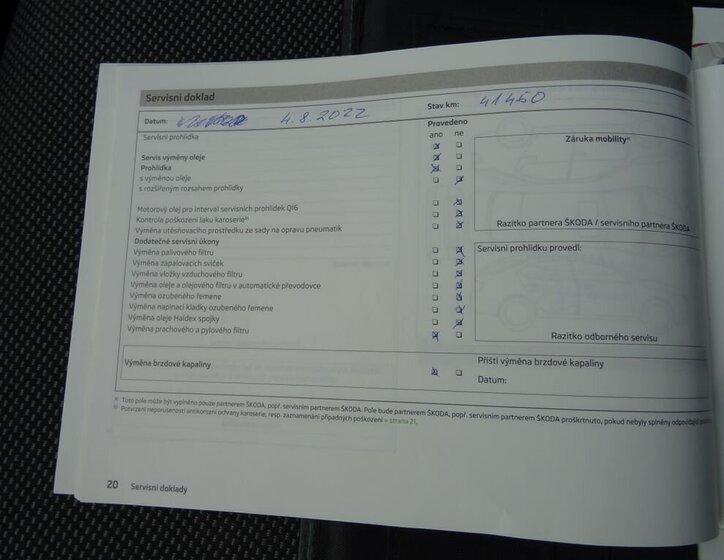 Servisní doklad
Datum: 4.8.2022
Stav km: 41450
Provedeno
ano ne
Servisní prohlídka
Servis výměny oleje
Prohlídka
s výměnou oleje
s rozšířeným rozsahem prohlídky
Motorový olej pro interval servisních prohlídek QI6
Kontrola poškození laku karoserie b)
Výměna utěsňovacího prostředku ze sady na opravu pneumatik
Dodatečné servisní úkony
Výměna palivového filtru
Výměna zapalovacích svíček
Výměna vložky vzduchového filtru
Výměna oleje a olejového filtru v automatické převodovce
Výměna ozubeného řemene
Výměna napínací kladky ozubeného řemene
Výměna oleje Haldex spojky
Výměna prachového a pylového filtru
Záruka mobility a)
Razítko partnera ŠKODA / servisního partnera ŠKODA
Servisní prohlídku provedl:
Razítko odborného servisu
Výměna brzdové kapaliny
Příští výměna brzdové kapaliny
Datum:
a) Toto pole může být vyplněno pouze partnerem ŠKODA, popř. servisním partnerem ŠKODA. Pole bude partnerem ŠKODA, popř. servisním partnerem ŠKODA proškrtnuto, pokud nebyly splněny
b) Potvrzení neporušenosti antikorozní ochrany karoserie, resp. zaznamenání případných poškození » strana 21.
20 Servisní doklady